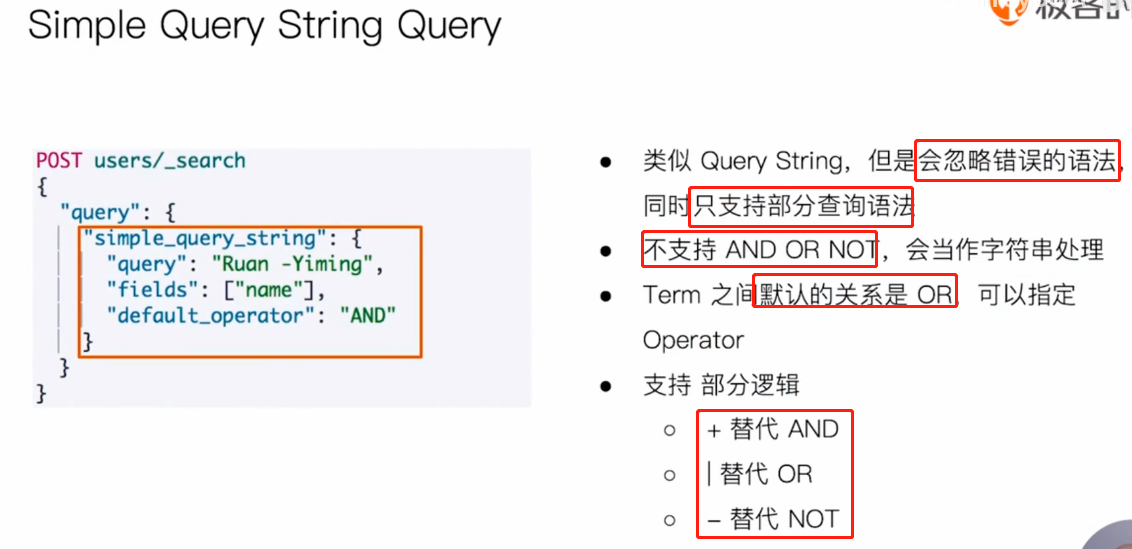 Simple Query String Query
POST users/_search
{
"query": {
"simple_query_string": {
"query": "Ruan -Yiming",
"fields": ["name"],
"default_operator": "AND"
}
}
}
● 类似 Query String，但是会忽略错误的语法，
同时只支持部分查询语法
● 不支持 AND OR NOT，会当作字符串处理
● Term 之间默认的关系是 OR，可以指定
Operator
● 支持 部分逻辑
○ + 替代 AND
○ | 替代 OR
○ – 替代 NOT